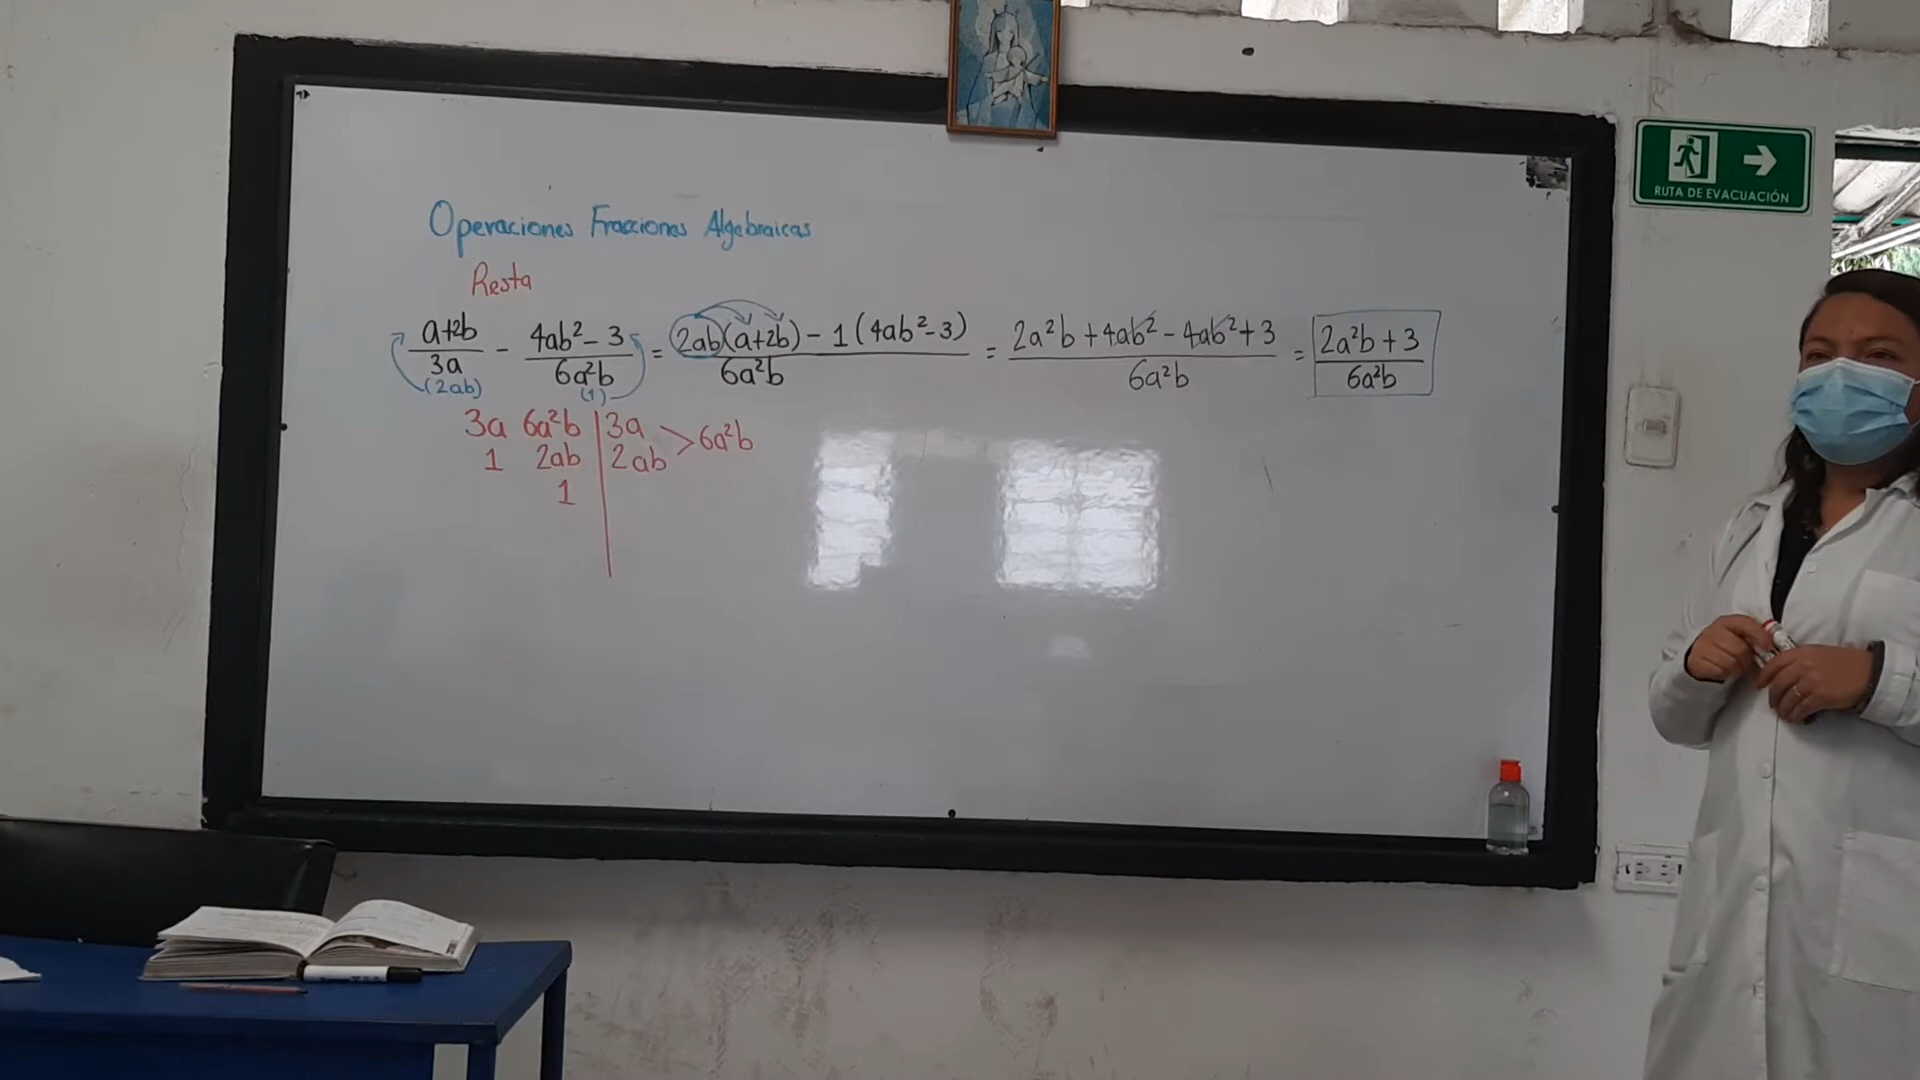 Operaciones Fracciones Algebraicas
Resta
a+2b/3a - 4ab²-3/6a²b = 2ab(a+2b)-1(4ab²-3)/6a²b = 2a²b+4ab²-4ab²+3/6a²b = 2a²b+3/6a²b
(2ab) (1)
3a 6a²b | 3a > 6a²b
1 2ab | 2ab
1
RUTA DE EVACUACIÓN